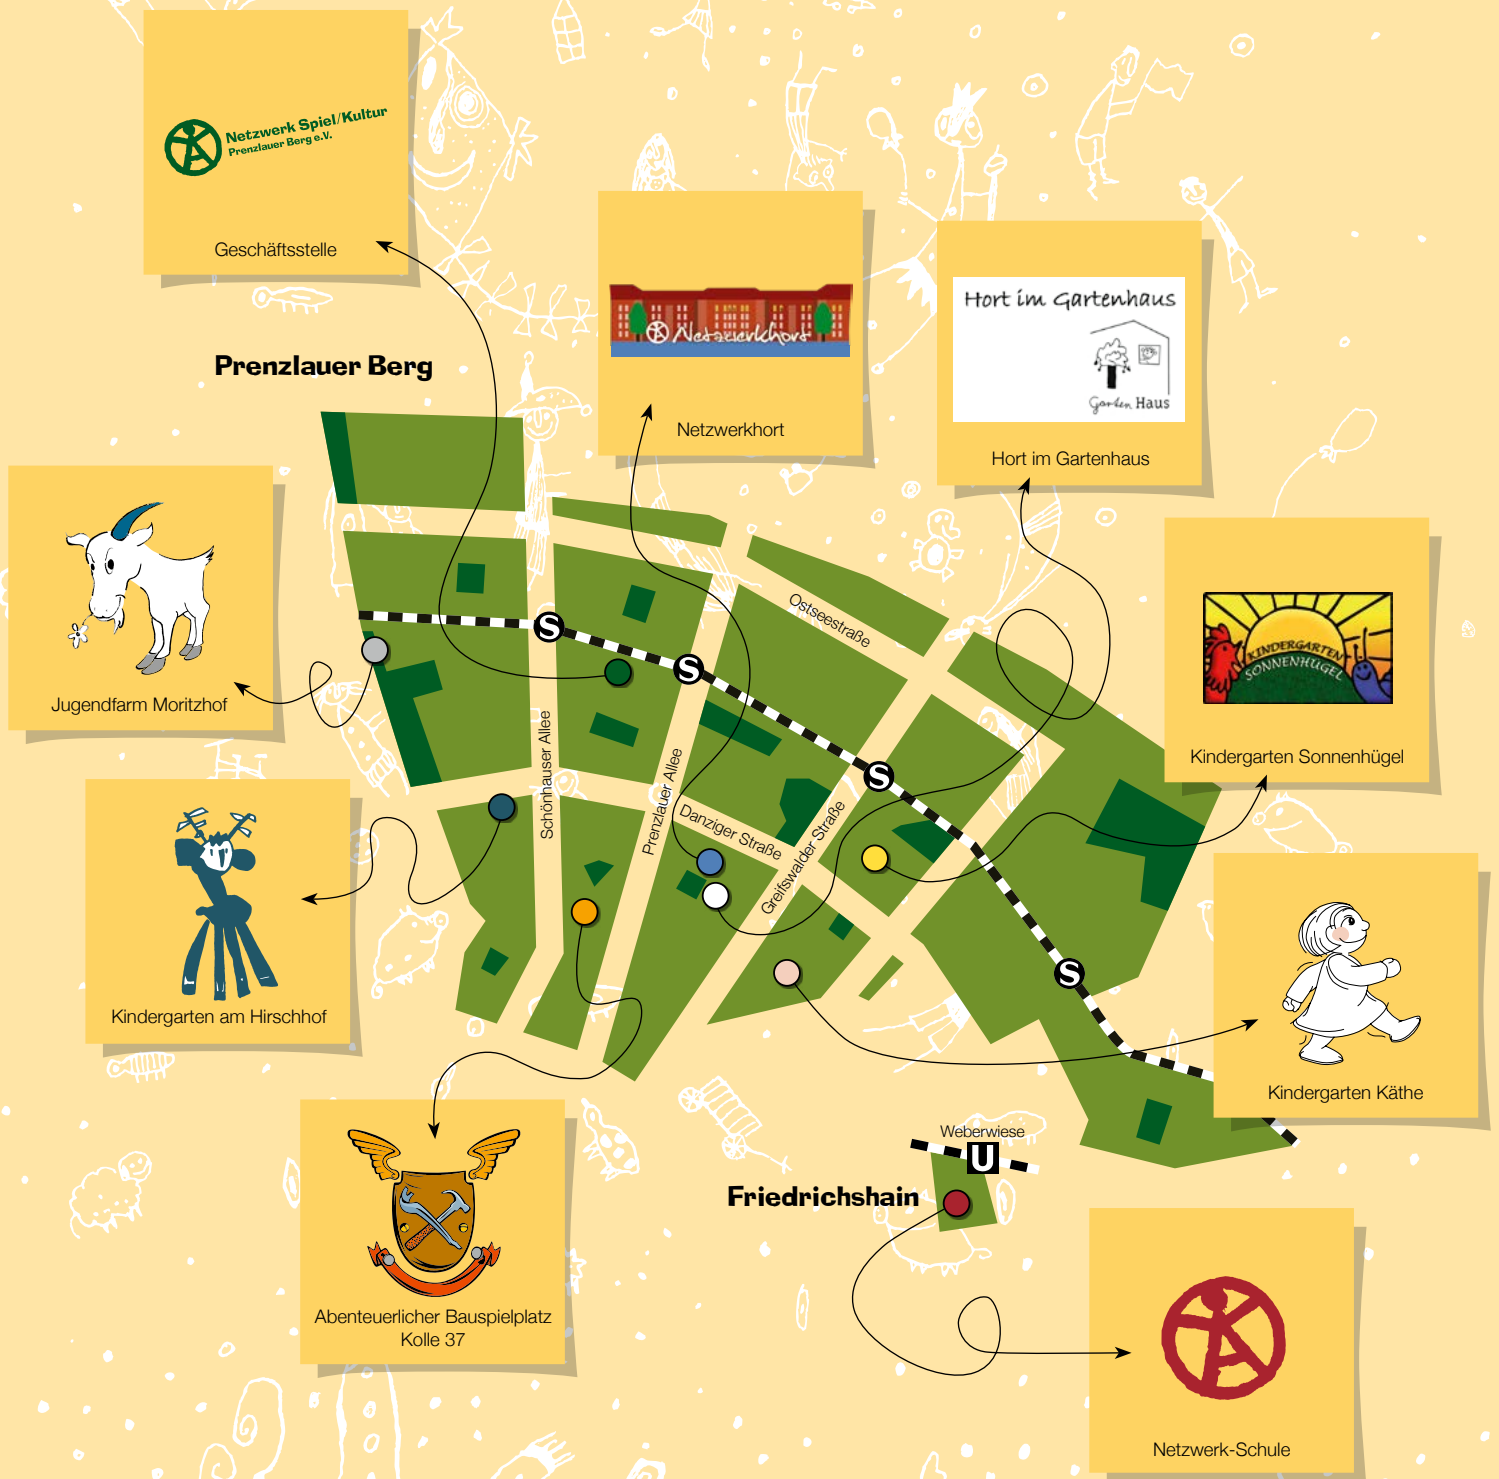 Netzwerk Spiel/Kultur
Prenzlauer Berg e.V.
Geschäftsstelle
Netzwerkhort
Netzwerkhort
Hort im Gartenhaus
Garten Haus
Hort im Gartenhaus
Prenzlauer Berg
Jugendfarm Moritzhof
KINDERGARTEN
SONNENHÜGEL
Kindergarten Sonnenhügel
Ostseestraße
S
S
S
S
Schönhauser Allee
Prenzlauer Allee
Danziger Straße
Greifswalder Straße
Kindergarten am Hirschhof
Kindergarten Käthe
Weberwiese
U
Friedrichshain
Abenteuerlicher Bauspielplatz
Kolle 37
Netzwerk-Schule